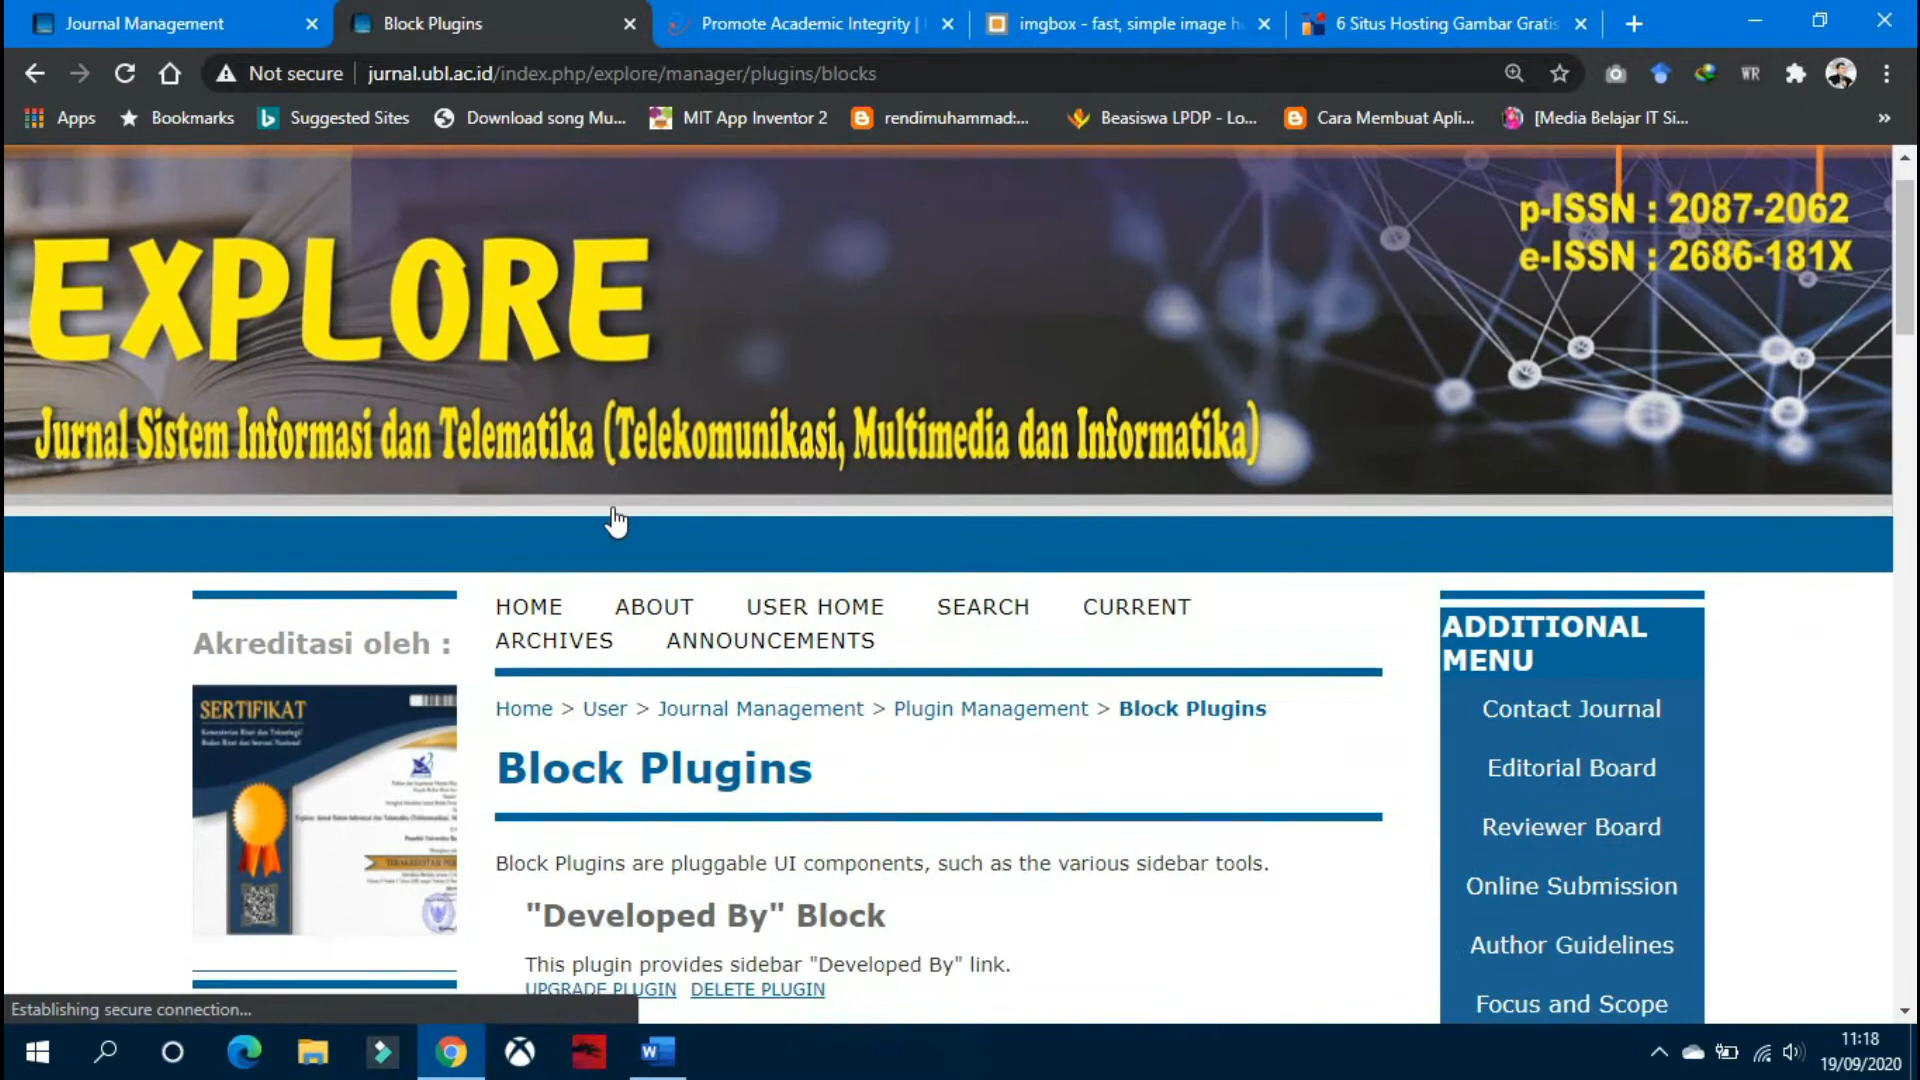 Journal Management
Block Plugins
Promote Academic Integrity |
imgbox - fast, simple image h
6 Situs Hosting Gambar Gratis
Not secure
jurnal.ubl.ac.id/index.php/explore/manager/plugins/blocks
Apps
Bookmarks
Suggested Sites
Download song Mu...
MIT App Inventor 2
rendimuhammad:...
Beasiswa LPDP - Lo...
Cara Membuat Apli...
[Media Belajar IT Si...
»
p-ISSN : 2087-2062
e-ISSN : 2686-181X
EXPLORE
Jurnal Sistem Informasi dan Telematika (Telekomunikasi, Multimedia dan Informatika)
HOME ABOUT USER HOME SEARCH CURRENT
ARCHIVES ANNOUNCEMENTS
Akreditasi oleh :
SERTIFIKAT
Home > User > Journal Management > Plugin Management > Block Plugins
Block Plugins
Block Plugins are pluggable UI components, such as the various sidebar tools.
"Developed By" Block
This plugin provides sidebar "Developed By" link.
UPGRADE PLUGIN DELETE PLUGIN
ADDITIONAL
MENU
Contact Journal
Editorial Board
Reviewer Board
Online Submission
Author Guidelines
Focus and Scope
Establishing secure connection...
11:18
19/09/2020